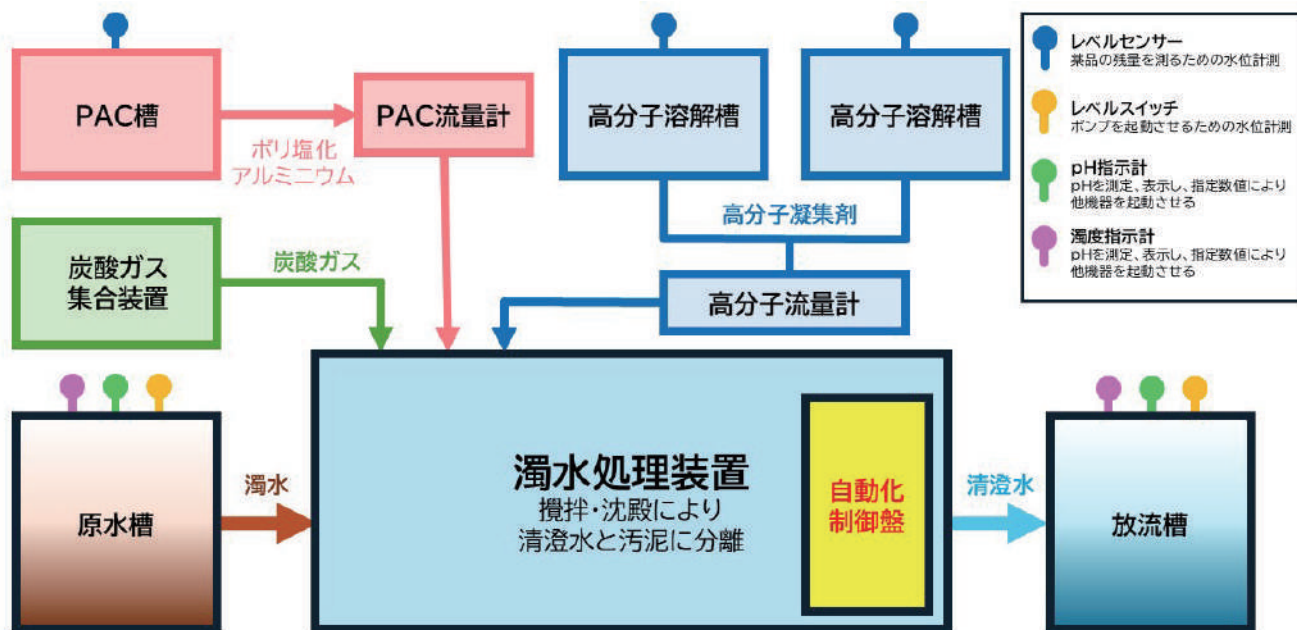 PAC槽
ポリ塩化
アルミニウム
PAC流量計
高分子溶解槽
高分子溶解槽
高分子凝集剤
高分子流量計
炭酸ガス
集合装置
炭酸ガス
原水槽
濁水
濁水処理装置
攪拌・沈殿により
清澄水と汚泥に分離
自動化
制御盤
清澄水
放流槽
レベルセンサー
薬品の残量を測るための水位計測
レベルスイッチ
ポンプを起動させるための水位計測
pH指示計
pHを測定、表示し、指定数値により
他機器を起動させる
濁度指示計
pHを測定、表示し、指定数値により
他機器を起動させる